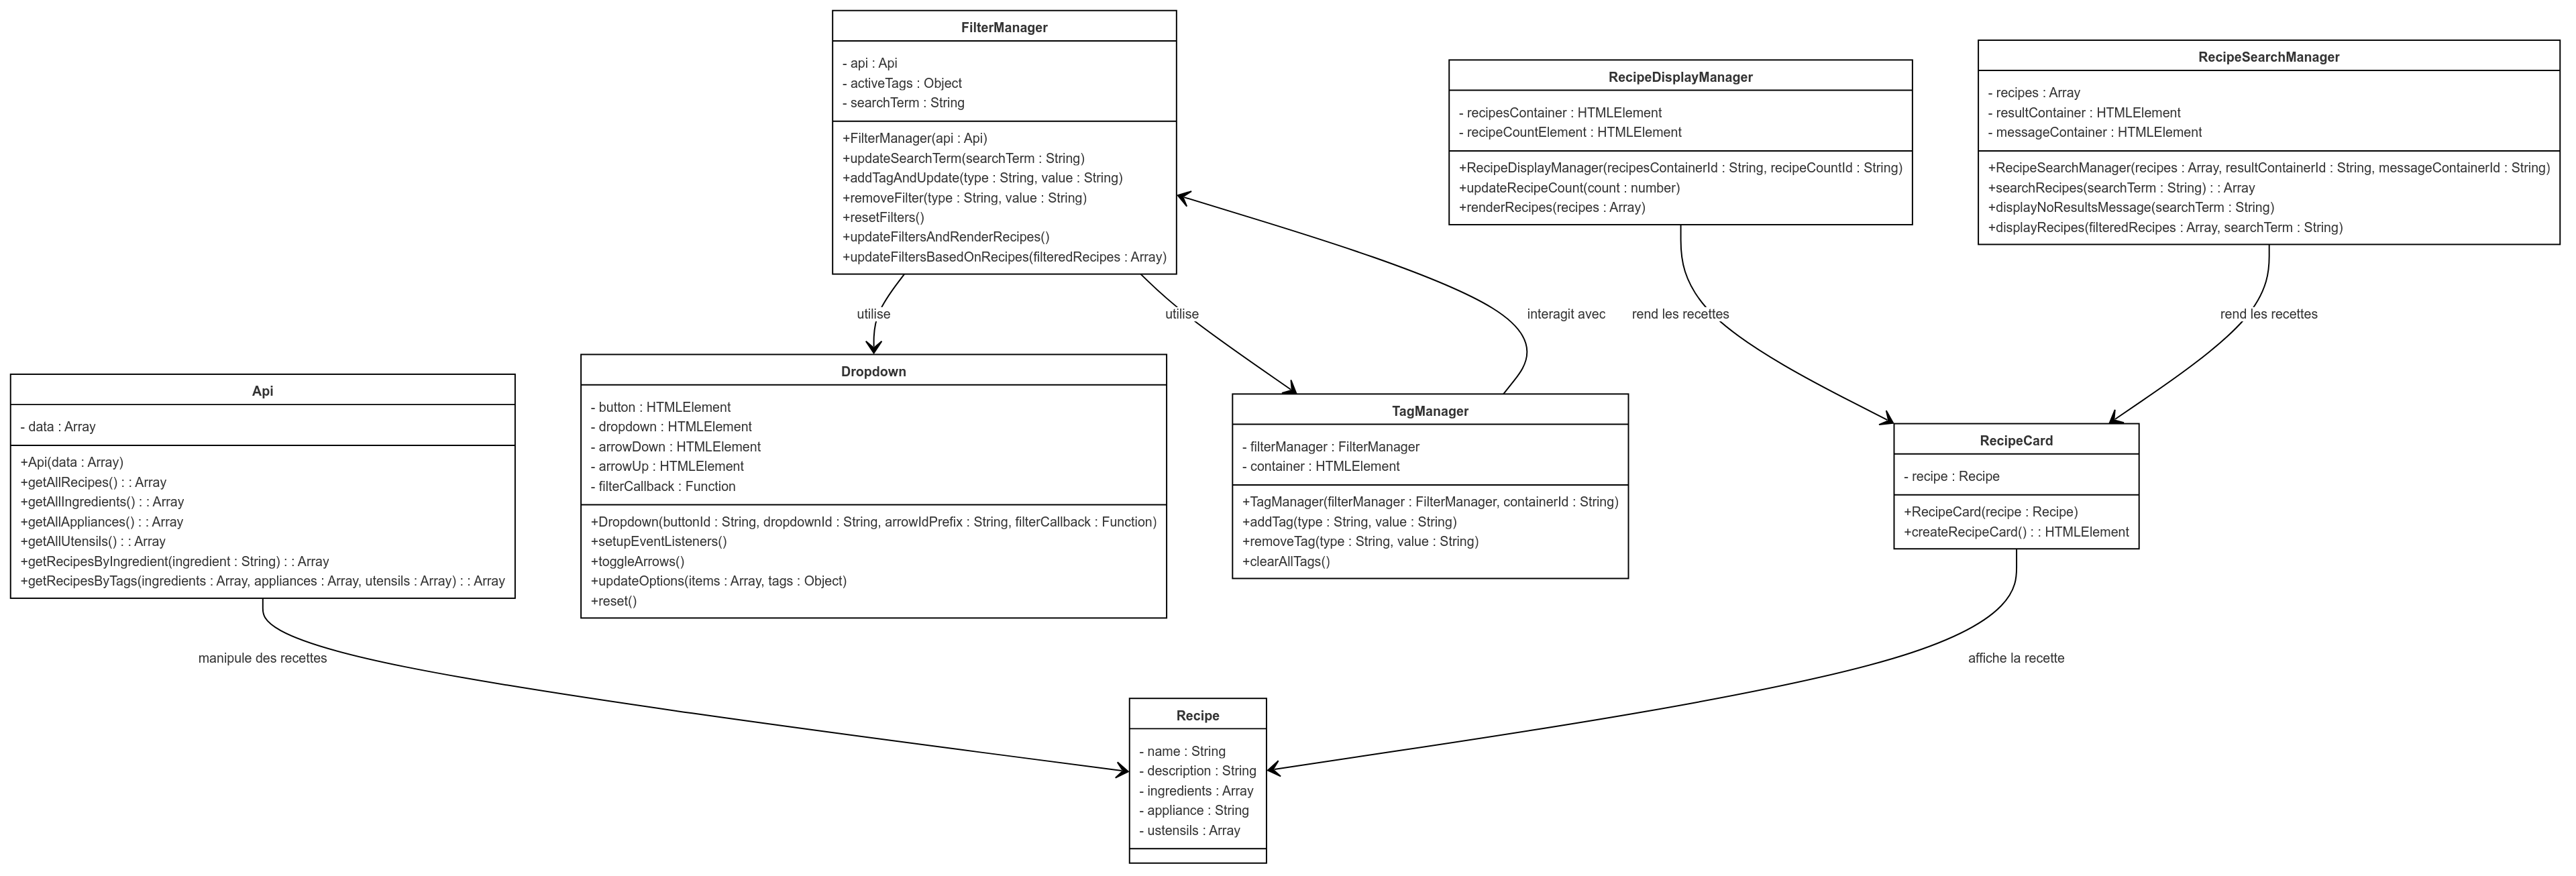 FilterManager
- api : Api
- activeTags : Object
- searchTerm : String
+FilterManager(api : Api)
+updateSearchTerm(searchTerm : String)
+addTagAndUpdate(type : String, value : String)
+removeFilter(type : String, value : String)
+resetFilters()
+updateFiltersAndRenderRecipes()
+updateFiltersBasedOnRecipes(filteredRecipes : Array)
RecipeDisplayManager
- recipesContainer : HTMLElement
- recipeCountElement : HTMLElement
+RecipeDisplayManager(recipesContainerId : String, recipeCountId : String)
+updateRecipeCount(count : number)
+renderRecipes(recipes : Array)
RecipeSearchManager
- recipes : Array
- resultContainer : HTMLElement
- messageContainer : HTMLElement
+RecipeSearchManager(recipes : Array, resultContainerId : String, messageContainerId : String)
+searchRecipes(searchTerm : String) : : Array
+displayNoResultsMessage(searchTerm : String)
+displayRecipes(filteredRecipes : Array, searchTerm : String)
utilise
utilise
interagit avec
rend les recettes
rend les recettes
Api
- data : Array
+Api(data : Array)
+getAllRecipes() : : Array
+getAllIngredients() : : Array
+getAllAppliances() : : Array
+getAllUtensils() : : Array
+getRecipesByIngredient(ingredient : String) : : Array
+getRecipesByTags(ingredients : Array, appliances : Array, utensils : Array) : : Array
Dropdown
- button : HTMLElement
- dropdown : HTMLElement
- arrowDown : HTMLElement
- arrowUp : HTMLElement
- filterCallback : Function
+Dropdown(buttonId : String, dropdownId : String, arrowIdPrefix : String, filterCallback : Function)
+setupEventListeners()
+toggleArrows()
+updateOptions(items : Array, tags : Object)
+reset()
TagManager
- filterManager : FilterManager
- container : HTMLElement
+TagManager(filterManager : FilterManager, containerId : String)
+addTag(type : String, value : String)
+removeTag(type : String, value : String)
+clearAllTags()
RecipeCard
- recipe : Recipe
+RecipeCard(recipe : Recipe)
+createRecipeCard() : : HTMLElement
manipule des recettes
affiche la recette
Recipe
- name : String
- description : String
- ingredients : Array
- appliance : String
- ustensils : Array